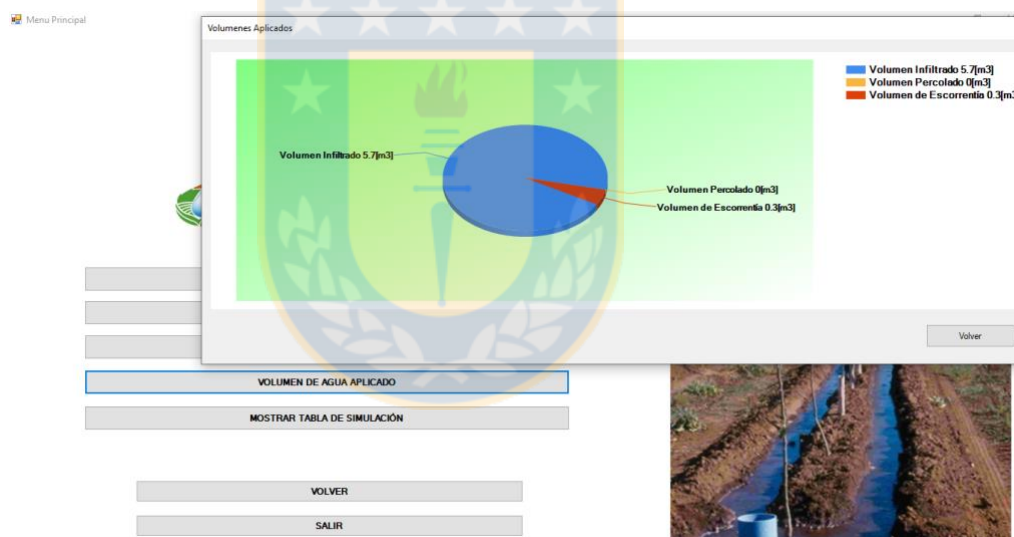 Menu Principal
Volumenes Aplicados
Volumen Infiltrado 5.7[m3]
Volumen Percolado 0[m3]
Volumen de Escorrentía 0.3[m3
Volumen Infiltrado 5.7[m3]
Volumen Percolado 0[m3]
Volumen de Escorrentía 0.3[m3]
Volver
VOLUMEN DE AGUA APLICADO
MOSTRAR TABLA DE SIMULACIÓN
VOLVER
SALIR